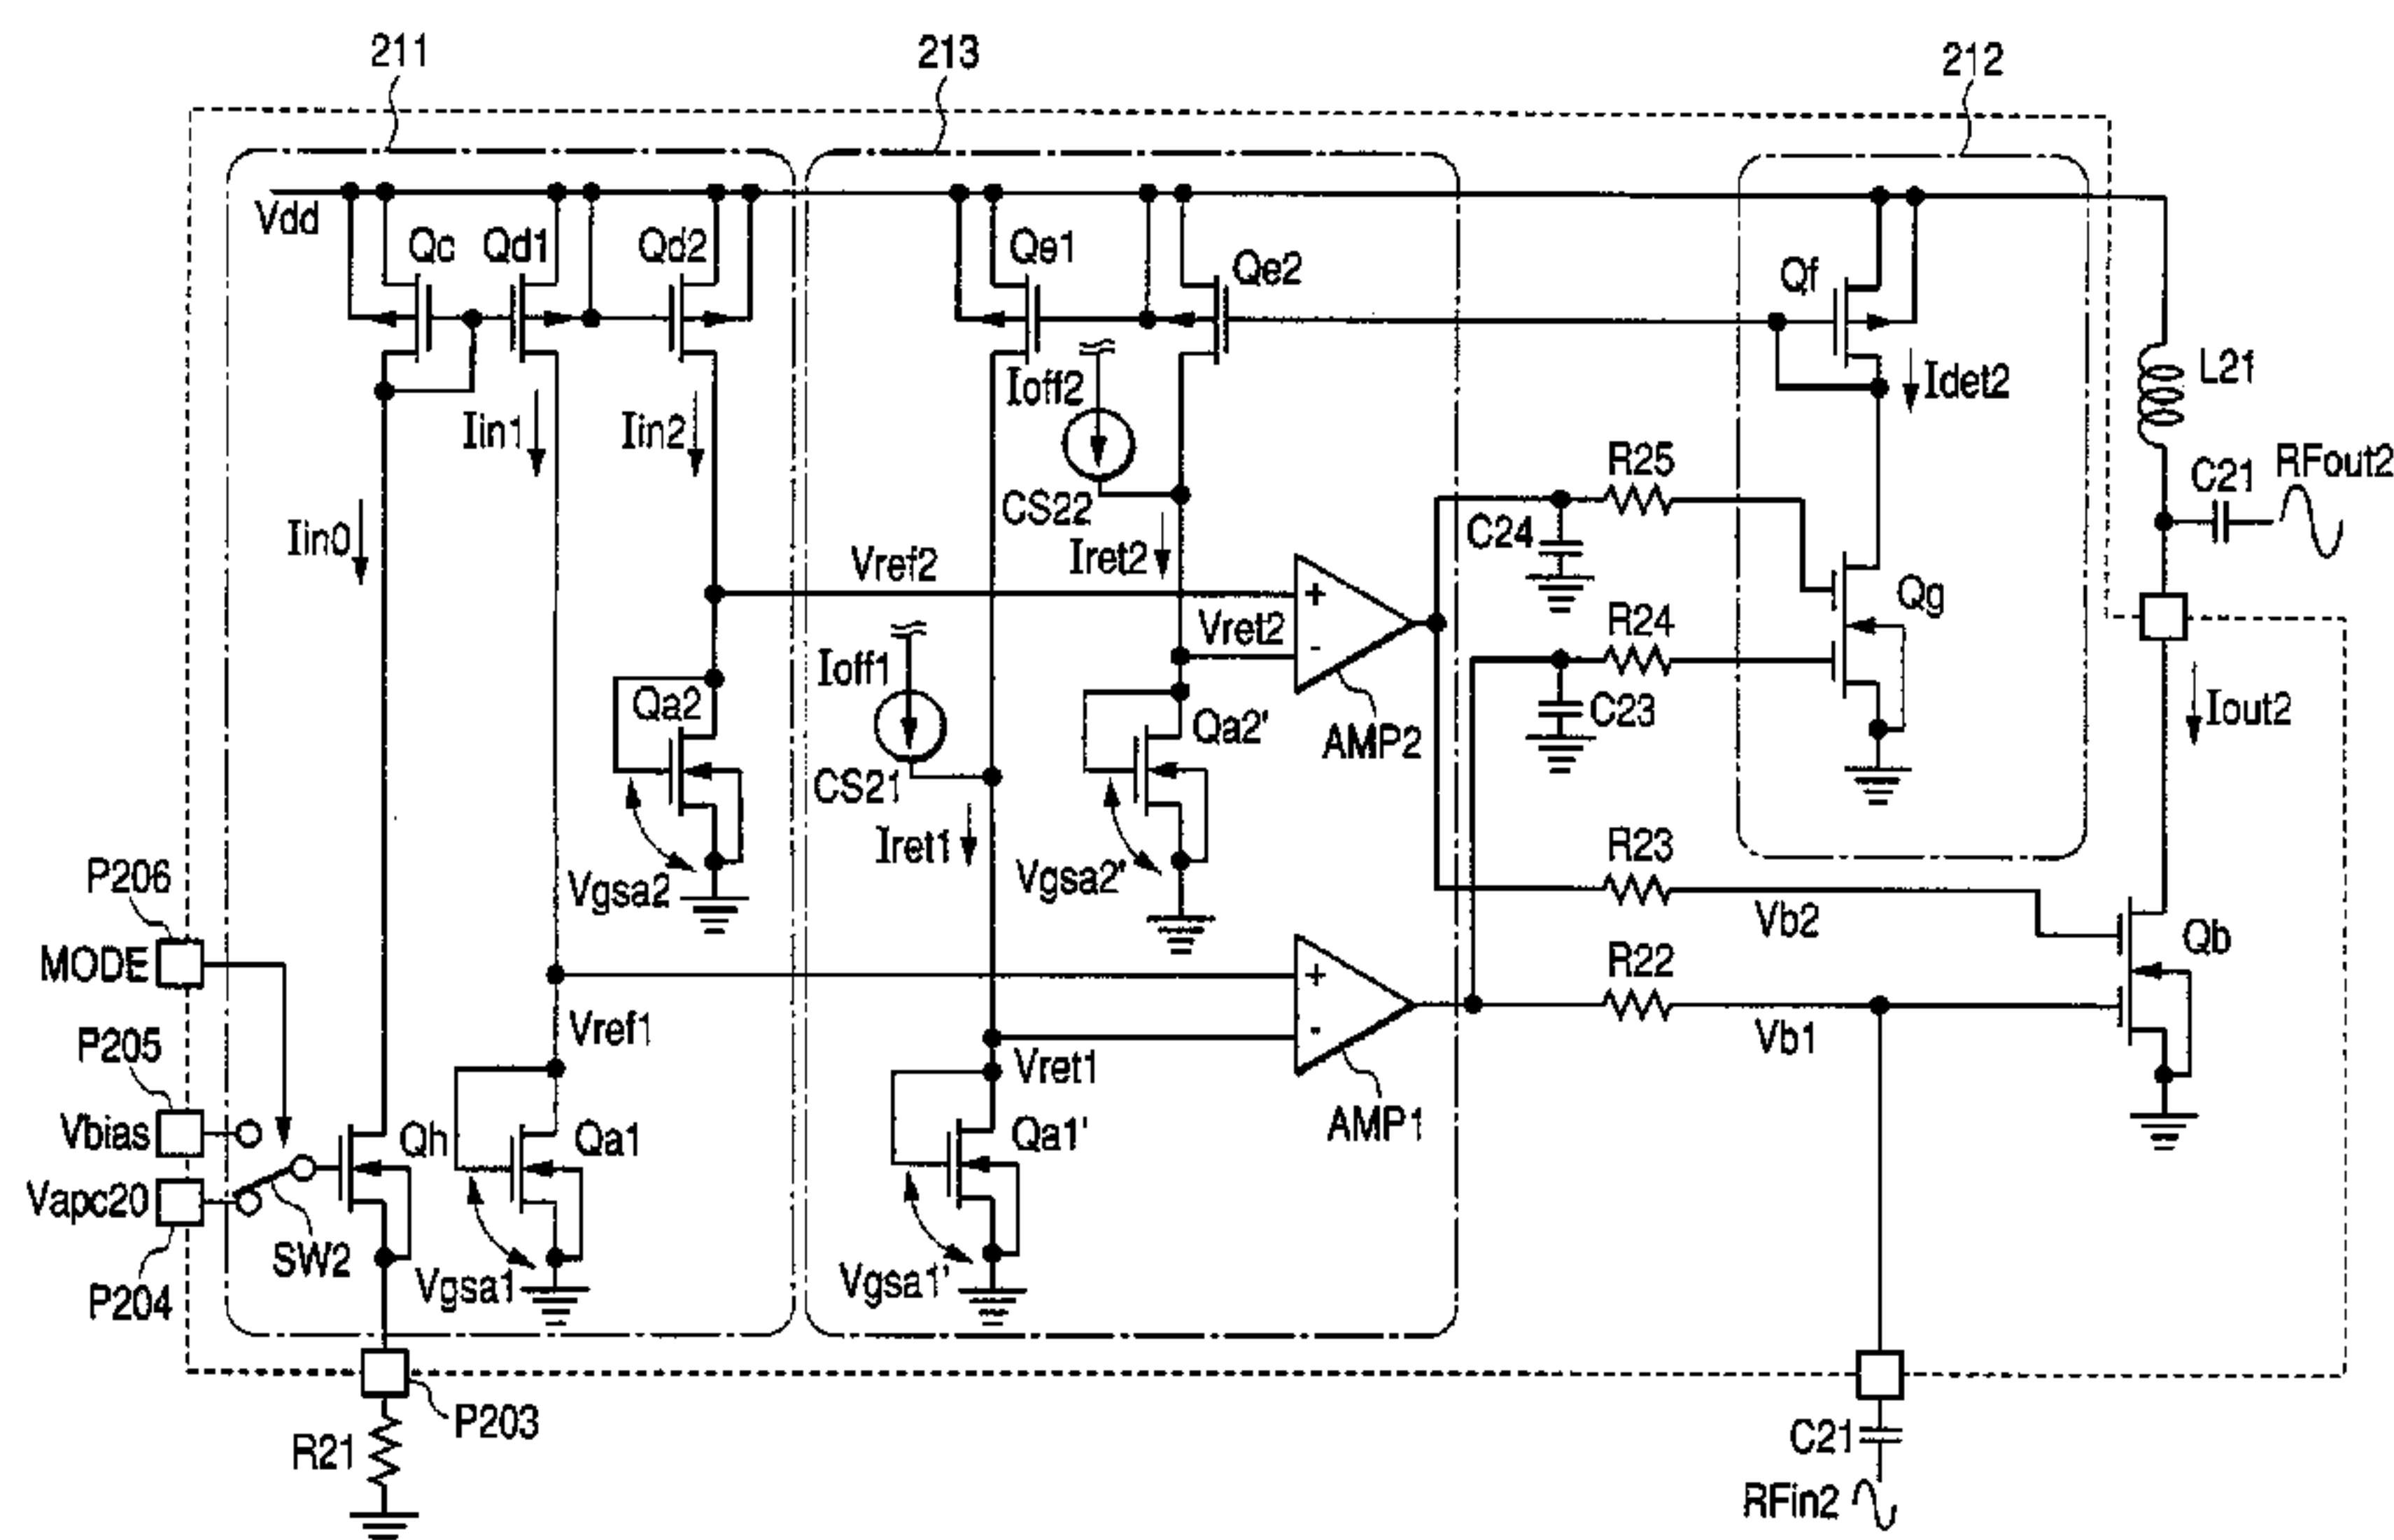 211
213
212
Vdd
Qc
Qd1
Qd2
Qe1
Qe2
Qf
Ioff2
Idet2
L21
Iin1
Iin2
R25
C21
RFout2
CS22
C24
Iin0
Iret2
Vref2
Vret2
+
-
Qg
R24
Ioff1
Qa2
Qa2'
C23
AMP2
Iout2
CS21
Iret1
Vgsa2
Vgsa2'
R23
P206
MODE
Vb2
Qb
R22
+
-
Vref1
Vb1
P205
Vret1
Vbias
Qh
Qa1
Qa1'
AMP1
Vapc20
SW2
Vgsa1
Vgsa1'
P204
P203
R21
C21
RFin2